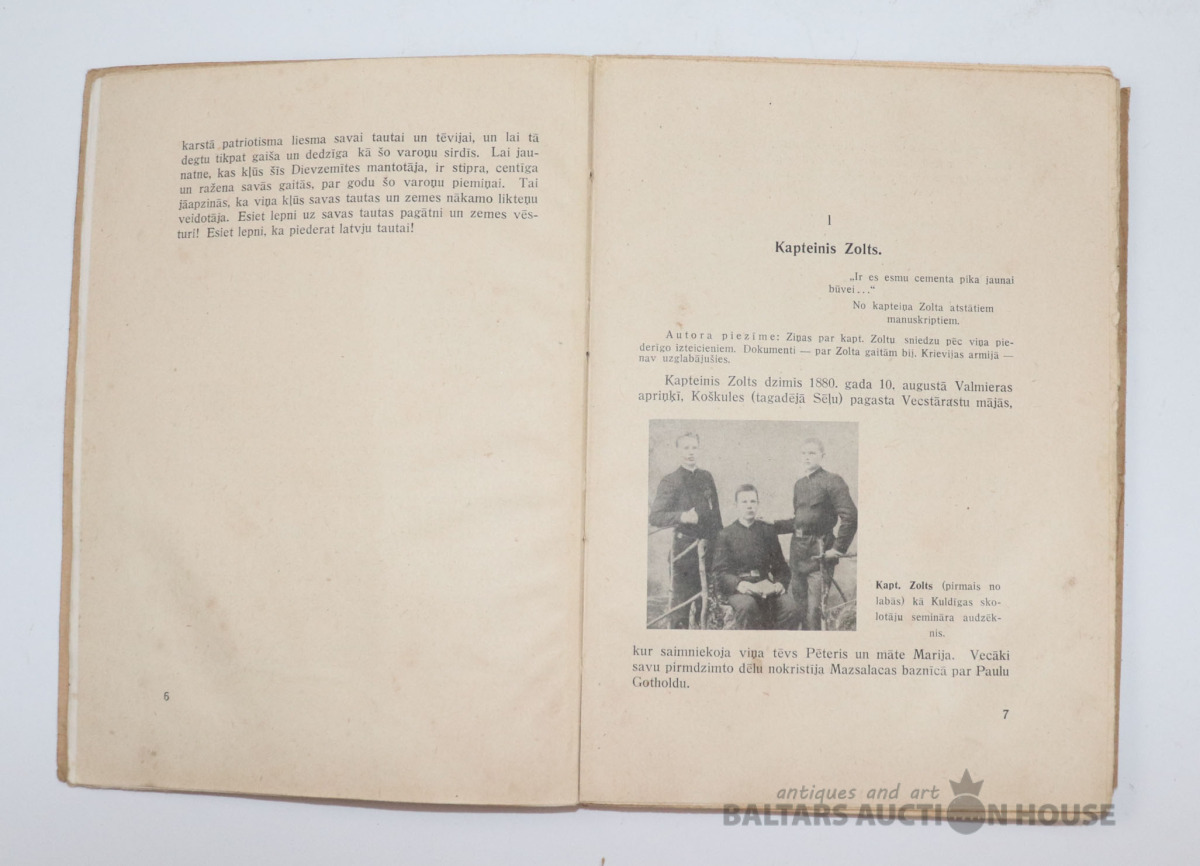 karstā patriotisma liesma savai tautai un tēvijai, un lai tā
degtu tikpat gaiša un dedzīga kā šo varoņu sirdīs. Lai jau-
natne, kas kļūs šīs Dievzemītes mantotāja, ir stipra, centīga
un ražena savās gaitās, par godu šo varoņu piemiņai. Tai
jāapzinās, ka viņa kļūs savas tautas un zemes nākamo likteņu
veidotāja. Esiet lepni uz savas tautas pagātni un zemes vēs-
turi! Esiet lepni, ka piederat latvju tautai!
6
I
Kapteinis Zolts.
„Ir es esmu cementa pika jaunai
būvei..."
No kapteiņa Zolta atstātiem
manuskriptiem.
Autora piezīme: Ziņas par kapt. Zoltu sniedzu pēc viņa pie-
derīgo izteicieniem. Dokumenti — par Zolta gaitām bij. Krievijas armijā —
nav uzglabājušies.
Kapteinis Zolts dzimis 1880. gada 10. augustā Valmieras
apriņķī, Koškules (tagadējā Sēļu) pagasta Vecstārastu mājās,
Kapt. Zolts (pirmais no
labās) kā Kuldīgas sko-
lotāju semināra audzēk-
nis.
kur saimniekoja viņa tēvs Pēteris un māte Marija. Vecāki
savu pirmdzimto dēlu nokristīja Mazsalacas baznīcā par Paulu
Gotholdu.
7
antiques and art
BALTARS AUCTION HOUSE